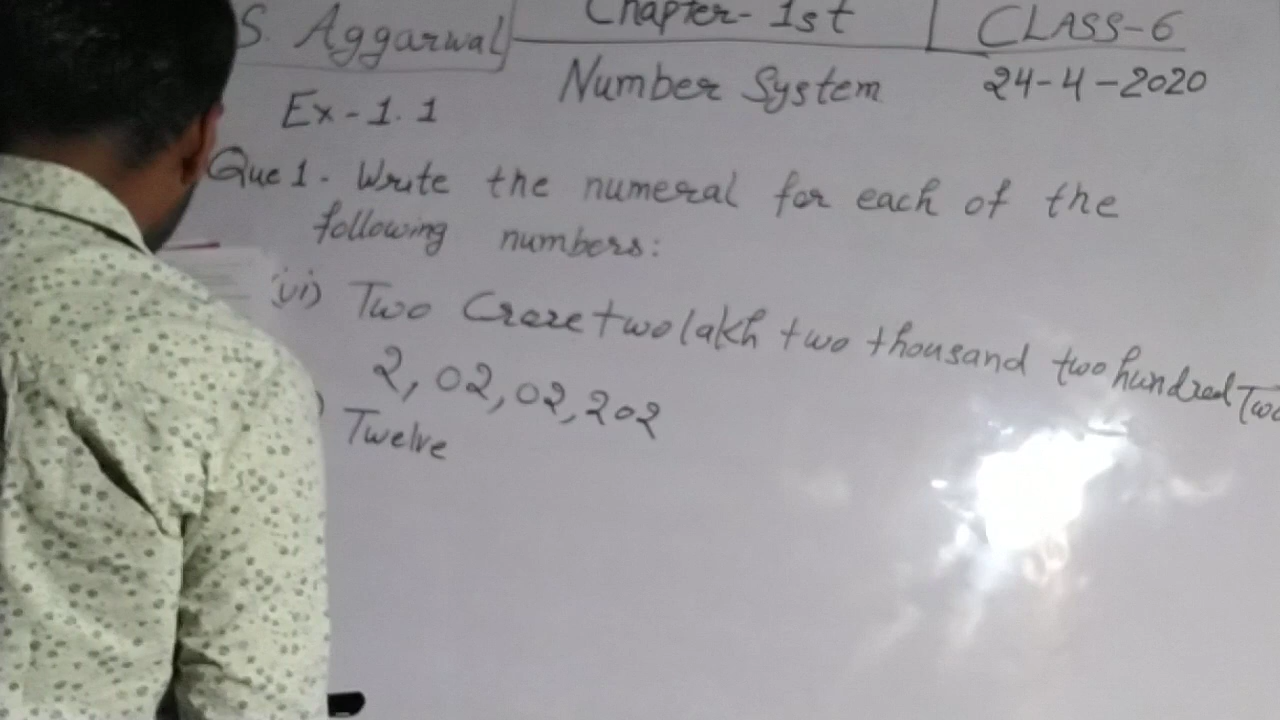 S. Aggarwal
Chapter- 1st
CLASS-6
Number System
24-4-2020
Ex-1.1
Que 1. Write the numeral for each of the
following numbers:
(vi) Two Crore two lakh two thousand two hundred Two
2,02,02,202
) Twelve